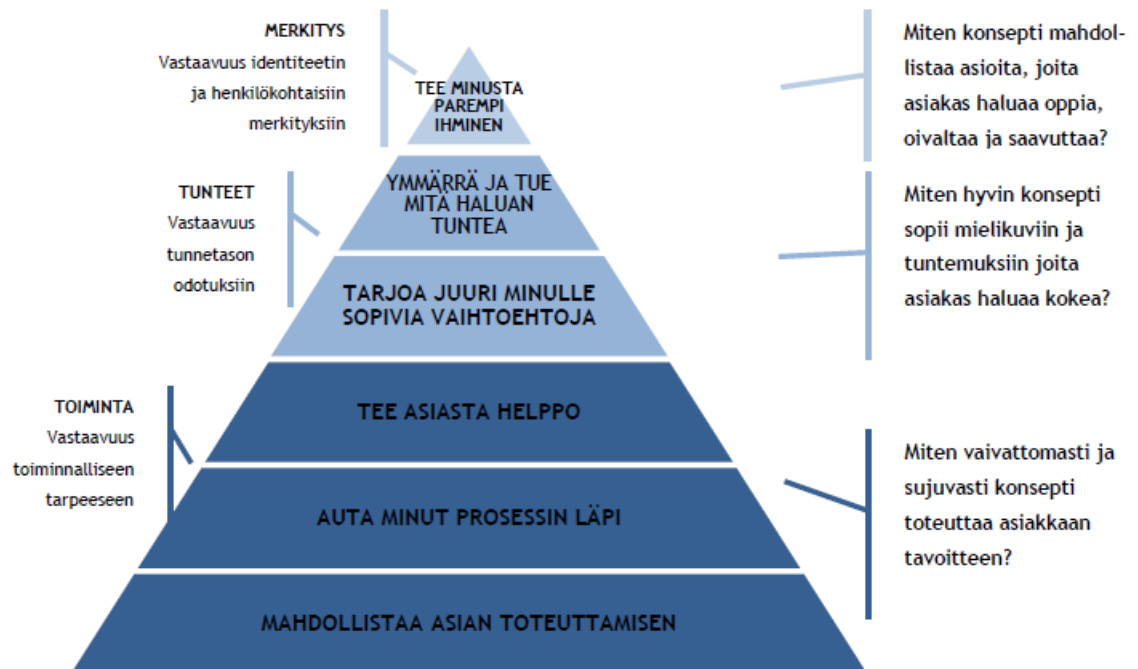 MERKITYS
Vastaavuus identiteetin
ja henkilökohtaisiin
merkityksiin
TEE MINUSTA
PAREMPI
IHMINEN
Miten konsepti mahdol-
listaa asioita, joita
asiakas haluaa oppia,
oivaltaa ja saavuttaa?
TUNTEET
Vastaavuus
tunnetason
odotuksiin
YMMÄRRÄ JA TUE
MITÄ HALUAN
TUNTEA
TARJOA JUURI MINULLE
SOPIVIA VAIHTOEHTOJA
Miten hyvin konsepti
sopii mielikuviin ja
tuntemuksiin joita
asiakas haluaa kokea?
TOIMINTA
Vastaavuus
toiminnalliseen
tarpeeseen
TEE ASIASTA HELPPO
AUTA MINUT PROSESSIN LÄPI
MAHDOLLISTAA ASIAN TOTEUTTAMISEN
Miten vaivattomasti ja
sujuvasti konsepti
toteuttaa asiakkaan
tavoitteen?